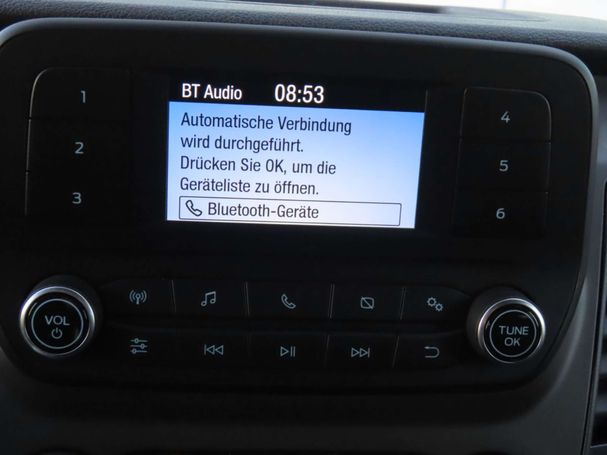 BT Audio 08:53
Automatische Verbindung
wird durchgeführt.
Drücken Sie OK, um die
Geräteliste zu öffnen.
Bluetooth-Geräte
1
2
3
4
5
6
VOL
TUNE
OK